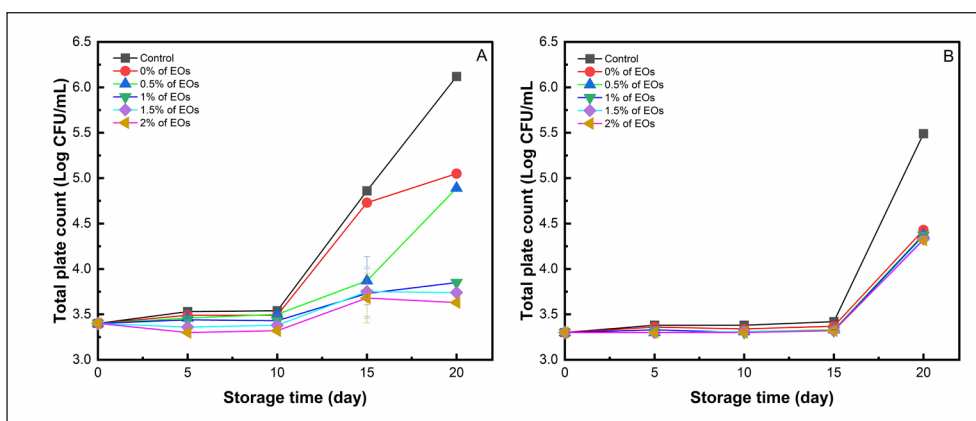 A
Control
0% of EOs
0.5% of EOs
1% of EOs
1.5% of EOs
2% of EOs
6.5
6.0
5.5
5.0
4.5
4.0
3.5
3.0
Total plate count (Log CFU/mL)
0 5 10 15 20
Storage time (day)
B
Control
0% of EOs
0.5% of EOs
1% of EOs
1.5% of EOs
2% of EOs
6.5
6.0
5.5
5.0
4.5
4.0
3.5
3.0
Total plate count (Log CFU/mL)
0 5 10 15 20
Storage time (day)